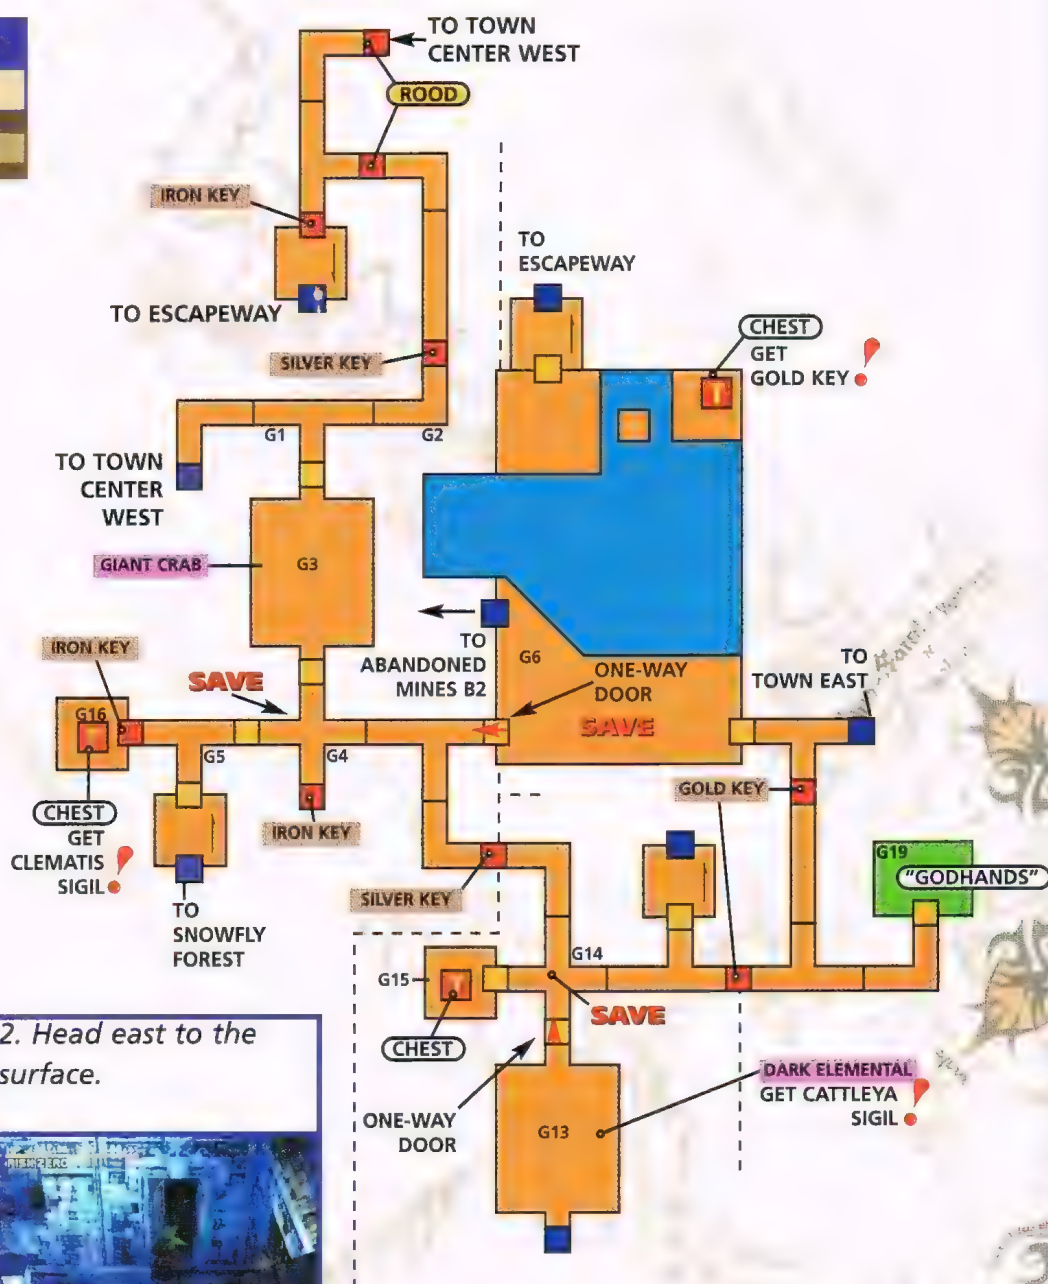 TO TOWN
CENTER WEST
ROOD
IRON KEY
TO
ESCAPEWAY
TO ESCAPEWAY
CHEST
GET
GOLD KEY
SILVER KEY
G1
G2
TO TOWN
CENTER
WEST
GIANT CRAB
G3
TO
ABANDONED
MINES B2
G6
ONE-WAY
DOOR
SAVE
TO
TOWN EAST
IRON KEY
SAVE
G16
G5
G4
CHEST
GET
CLEMATIS
SIGIL
IRON KEY
TO
SNOWFLY
FOREST
GOLD KEY
SILVER KEY
G19
"GODHANDS"
G14
G15
CHEST
SAVE
ONE-WAY
DOOR
G13
DARK ELEMENTAL
GET CATTLEYA
SIGIL
2. Head east to the
surface.
RISK ZERO